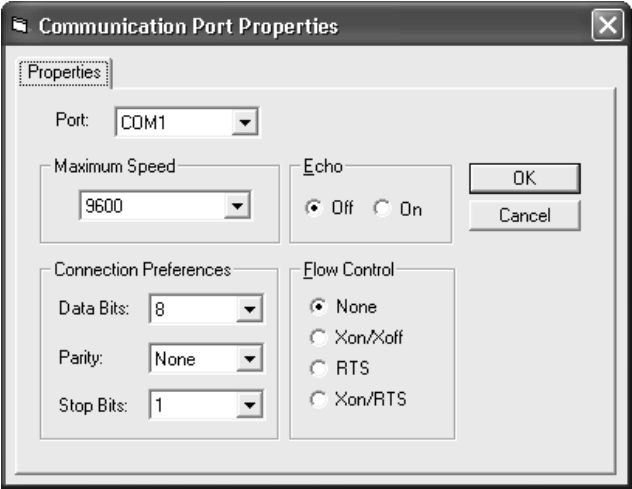 Communication Port Properties
Properties
Port: COM1
Maximum Speed
9600
Echo
Off On
OK
Cancel
Connection Preferences
Data Bits: 8
Parity: None
Stop Bits: 1
Flow Control
None
Xon/Xoff
RTS
Xon/RTS